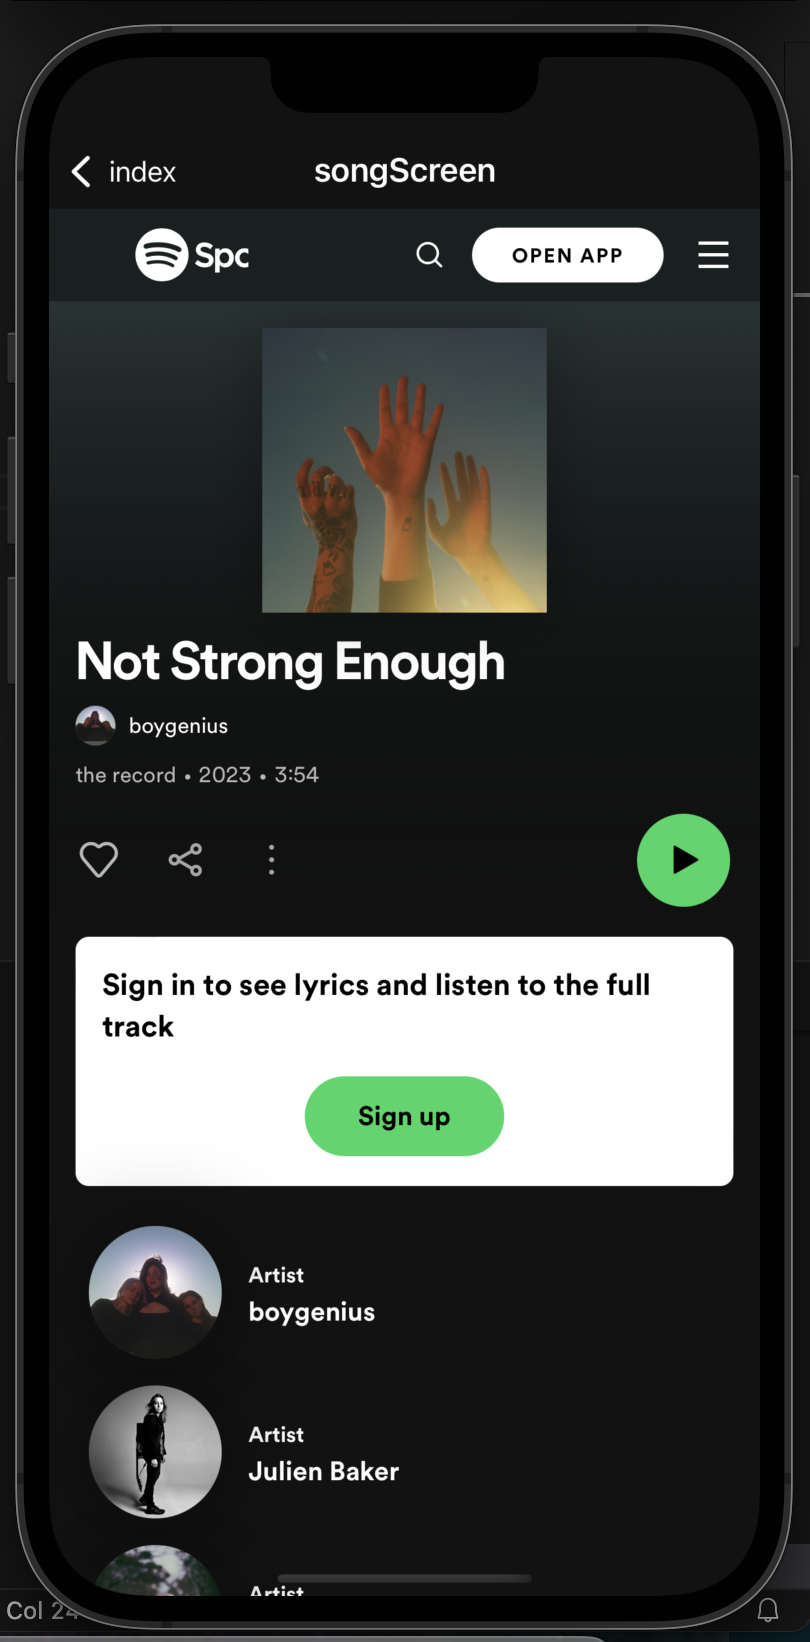 index
songScreen
Spc
OPEN APP
Not Strong Enough
boygenius
the record • 2023 • 3:54
Sign in to see lyrics and listen to the full
track
Sign up
Artist
boygenius
Artist
Julien Baker
Artist
Col 24